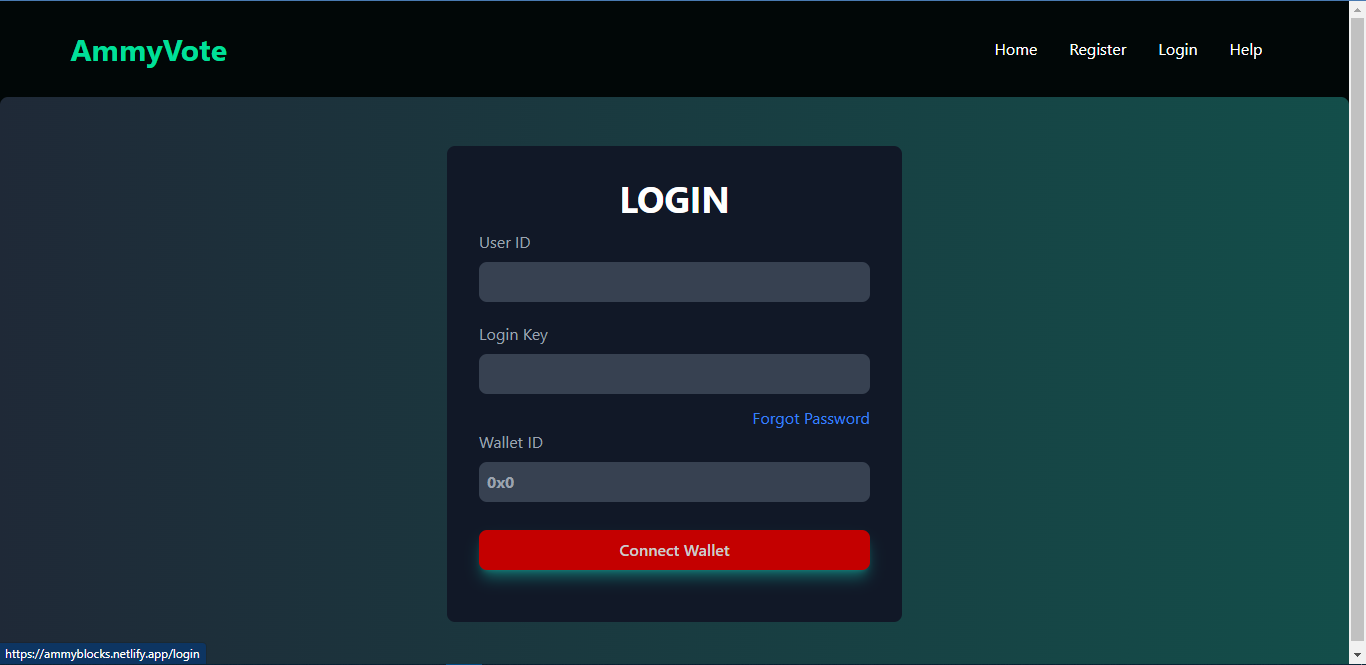 AmmyVote
Home Register Login Help
LOGIN
User ID
Login Key
Forgot Password
Wallet ID
0x0
Connect Wallet
https://ammyblocks.netlify.app/login